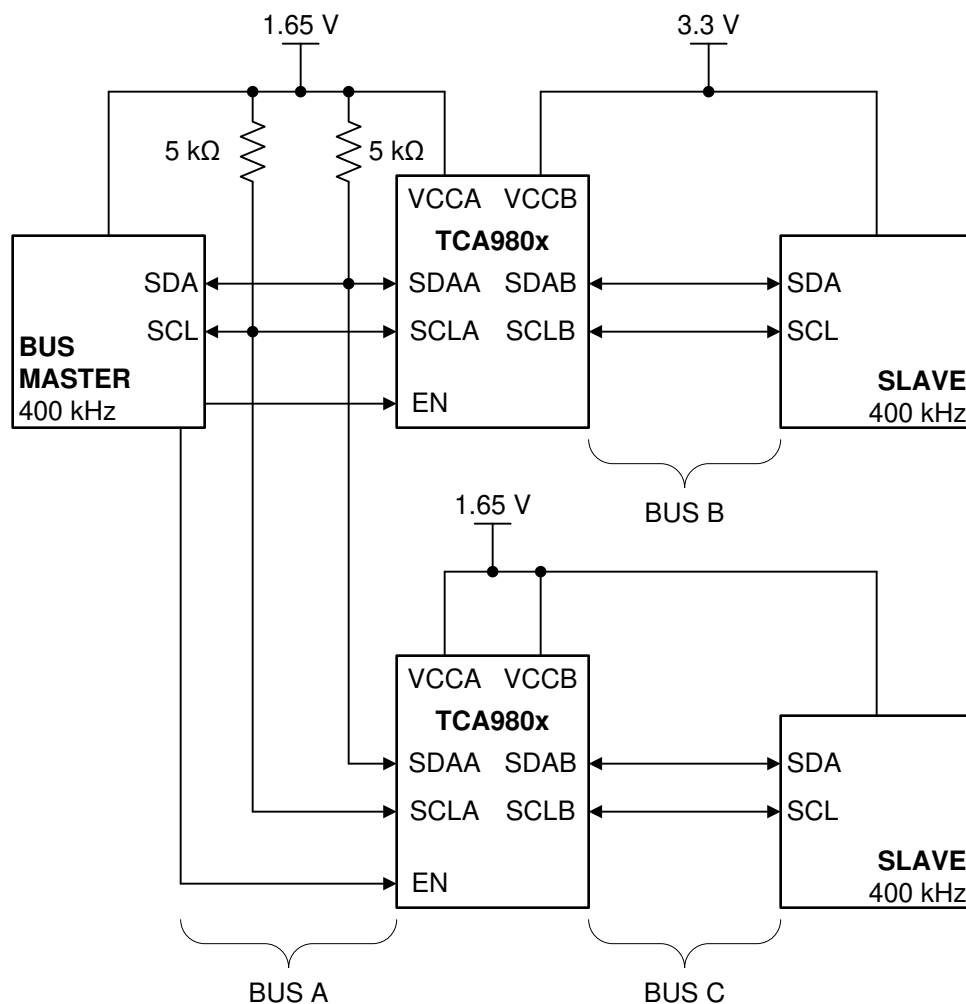 1.65 V
3.3 V
5 kΩ
5 kΩ
VCCA
VCCB
TCA980x
SDA
SDAA
SDAB
SDA
SCL
SCLA
SCLB
SCL
BUS
MASTER
400 kHz
EN
SLAVE
400 kHz
BUS B
1.65 V
VCCA
VCCB
TCA980x
SDAA
SDAB
SDA
SCLA
SCLB
SCL
EN
SLAVE
400 kHz
BUS A
BUS C